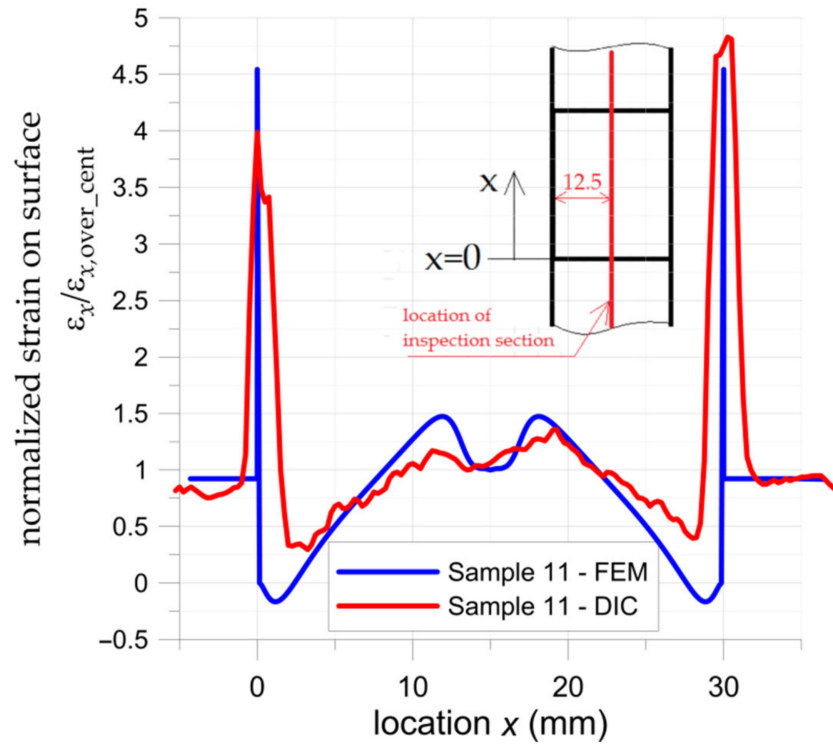 normalized strain on surface
εx/εx,over_cent
5
4.5
4
3.5
3
2.5
2
1.5
1
0.5
0
−0.5
x
12.5
x=0
location of
inspection section
Sample 11 - FEM
Sample 11 - DIC
0
10
20
30
location x (mm)